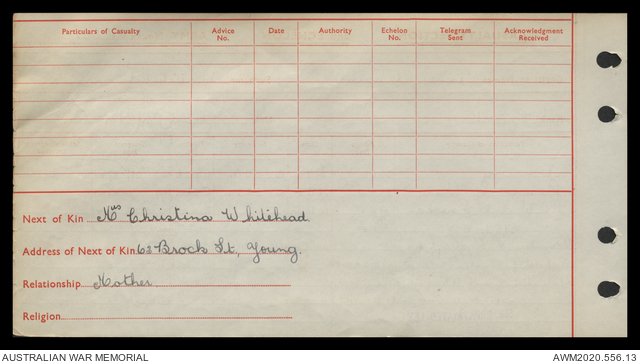 Particulars of Casualty Advice No. Date Authority Echelon No. Telegram Sent Acknowledgment Received
Next of Kin Mrs Christina Whitehead.
Address of Next of Kin 62 Brock St, Young.
Relationship Mother
Religion
AUSTRALIAN WAR MEMORIAL AWM2020.556.13